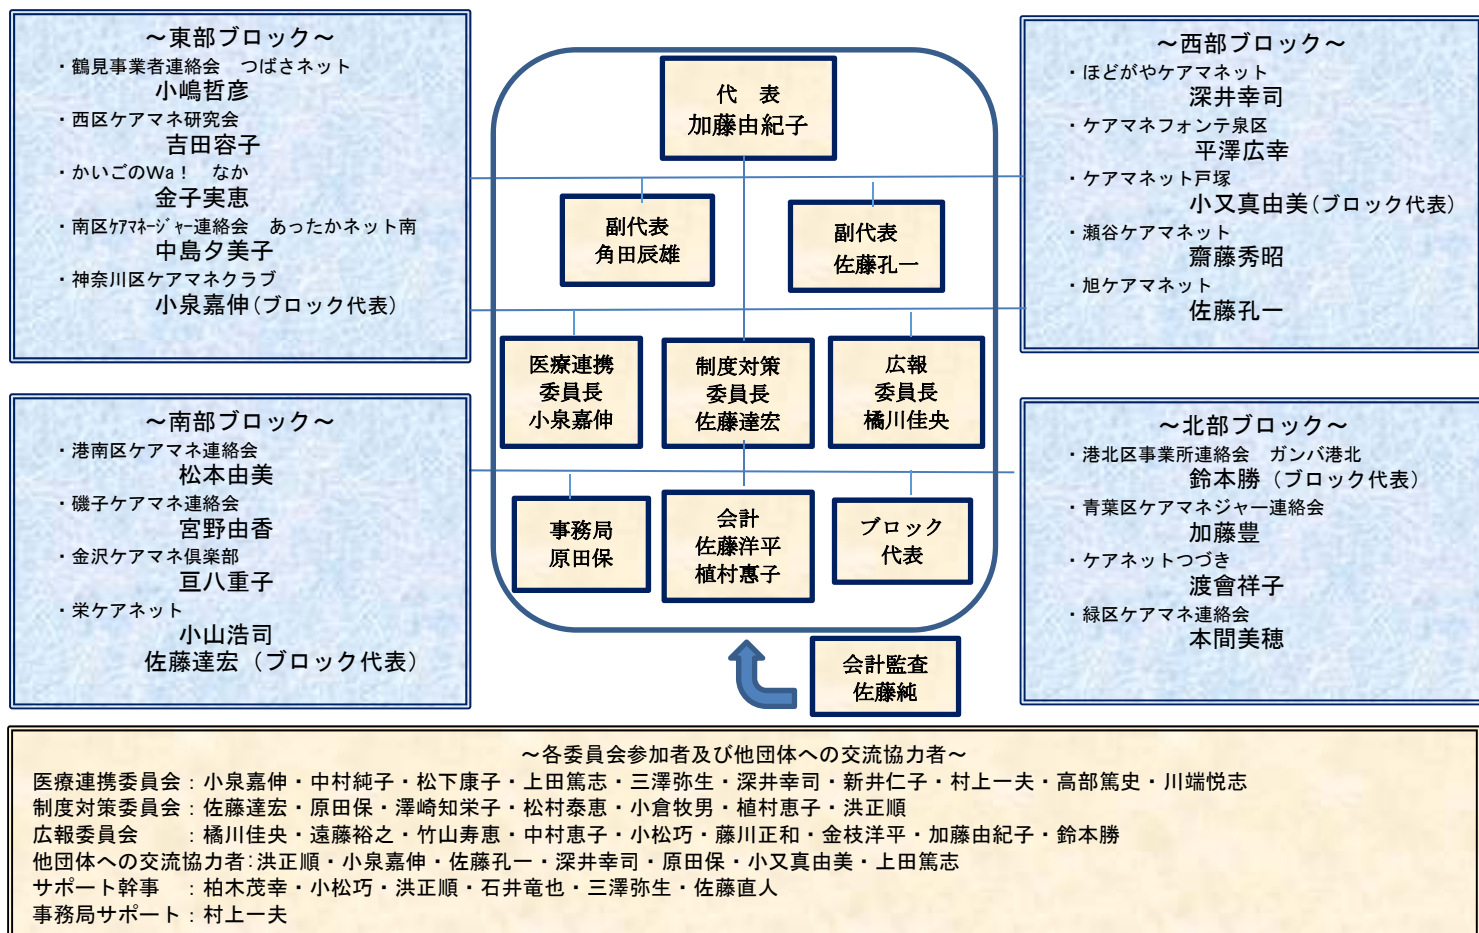 ～東部ブロック～
・鶴見事業者連絡会　つばさネット
小嶋哲彦
・西区ケアマネ研究会
吉田容子
・かいごのWa！　なか
金子実恵
・南区ｹｱﾏﾈｰｼﾞｬｰ連絡会　あったかネット南
中島夕美子
・神奈川区ケアマネクラブ
小泉嘉伸(ブロック代表)
～南部ブロック～
・港南区ケアマネ連絡会
松本由美
・磯子ケアマネ連絡会
宮野由香
・金沢ケアマネ倶楽部
亘八重子
・栄ケアネット
小山浩司
佐藤達宏（ブロック代表）
代　表
加藤由紀子
副代表
角田辰雄
副代表
佐藤孔一
医療連携
委員長
小泉嘉伸
制度対策
委員長
佐藤達宏
広報
委員長
橘川佳央
事務局
原田保
会計
佐藤洋平
植村惠子
ブロック
代表
会計監査
佐藤純
～西部ブロック～
・ほどがやケアマネット
深井幸司
・ケアマネフォンテ泉区
平澤広幸
・ケアマネット戸塚
小又真由美(ブロック代表)
・瀬谷ケアマネット
齋藤秀昭
・旭ケアマネット
佐藤孔一
～北部ブロック～
・港北区事業所連絡会　ガンバ港北
鈴本勝（ブロック代表）
・青葉区ケアマネジャー連絡会
加藤豊
・ケアネットつづき
渡會祥子
・緑区ケアマネ連絡会
本間美穂
～各委員会参加者及び他団体への交流協力者～
医療連携委員会：小泉嘉伸・中村純子・松下康子・上田篤志・三澤弥生・深井幸司・新井仁子・村上一夫・高部篤史・川端悦志
制度対策委員会：佐藤達宏・原田保・澤崎知栄子・松村泰恵・小倉牧男・植村恵子・洪正順
広報委員会　　：橘川佳央・遠藤裕之・竹山寿恵・中村恵子・小松巧・藤川正和・金枝洋平・加藤由紀子・鈴本勝
他団体への交流協力者：洪正順・小泉嘉伸・佐藤孔一・深井幸司・原田保・小又真由美・上田篤志
サポート幹事　：柏木茂幸・小松巧・洪正順・石井竜也・三澤弥生・佐藤直人
事務局サポート：村上一夫